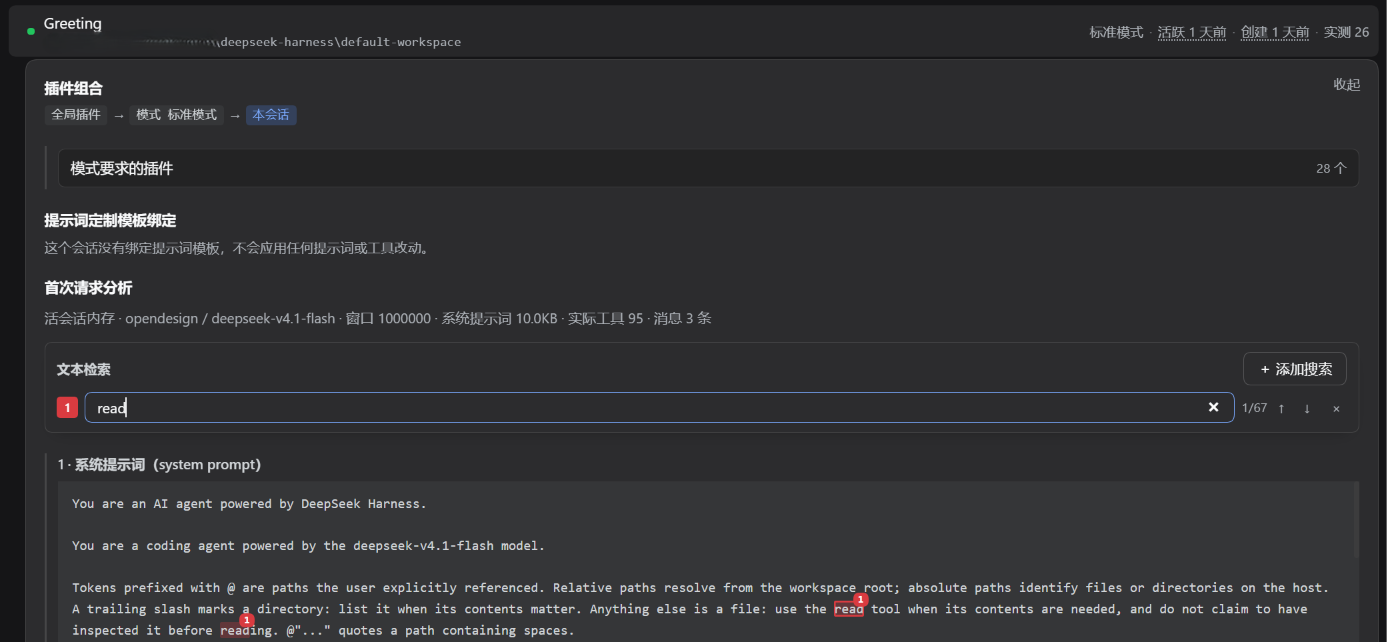 Greeting
\deepseek-harness\default-workspace
标准模式 · 活跃 1 天前 · 创建 1 天前 · 实测 26
插件组合
收起
全局插件 → 模式 标准模式 → 本会话
模式要求的插件
28 个
提示词定制模板绑定
这个会话没有绑定提示词模板，不会应用任何提示词或工具改动。
首次请求分析
活会话内存 · opendesign / deepseek-v4.1-flash · 窗口 1000000 · 系统提示词 10.0KB · 实际工具 95 · 消息 3 条
文本检索
+ 添加搜索
1 read × 1/67 ↑ ↓ ×
1 · 系统提示词（system prompt）
You are an AI agent powered by DeepSeek Harness.
You are a coding agent powered by the deepseek-v4.1-flash model.
Tokens prefixed with @ are paths the user explicitly referenced. Relative paths resolve from the workspace root; absolute paths identify files or directories on the host.
1
A trailing slash marks a directory: list it when its contents matter. Anything else is a file: use the read tool when its contents are needed, and do not claim to have
1
inspected it before reading. @"..." quotes a path containing spaces.